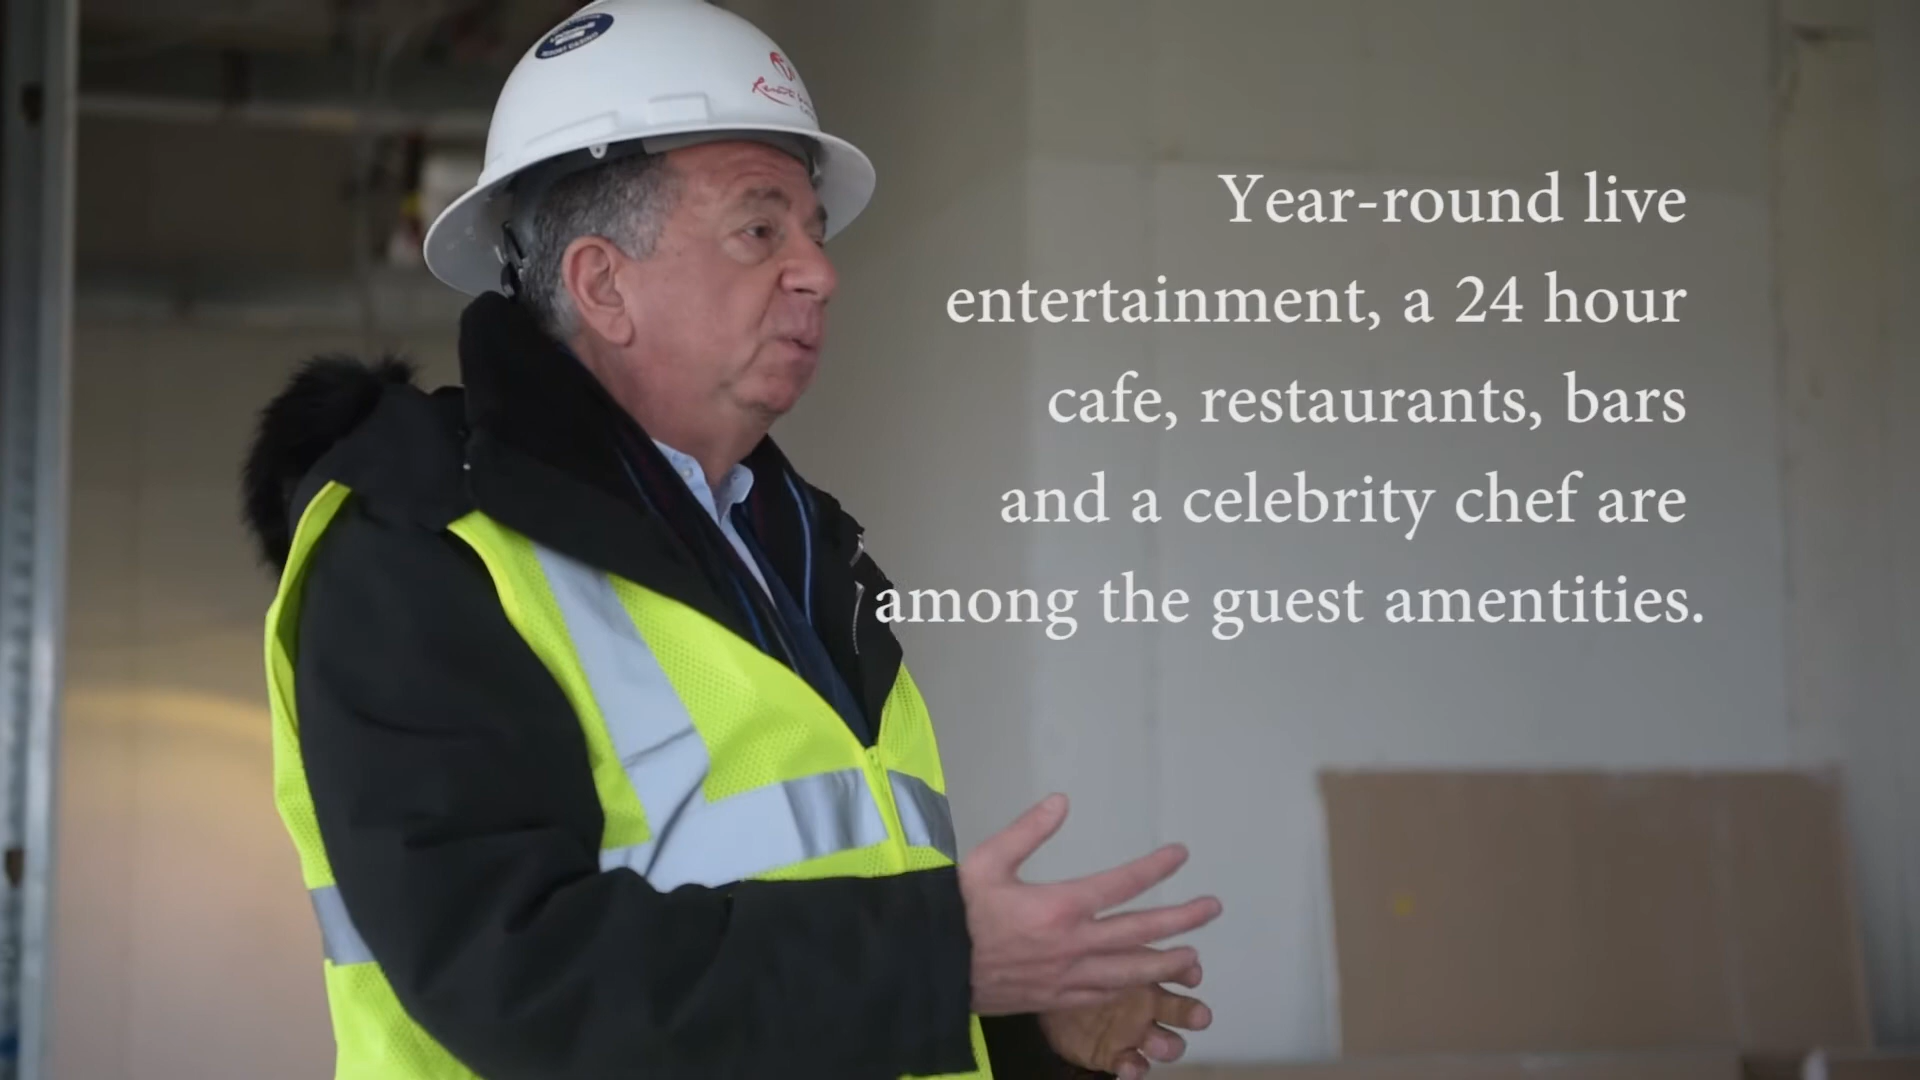 Year-round live
entertainment, a 24 hour
cafe, restaurants, bars
and a celebrity chef are
among the guest amentities.